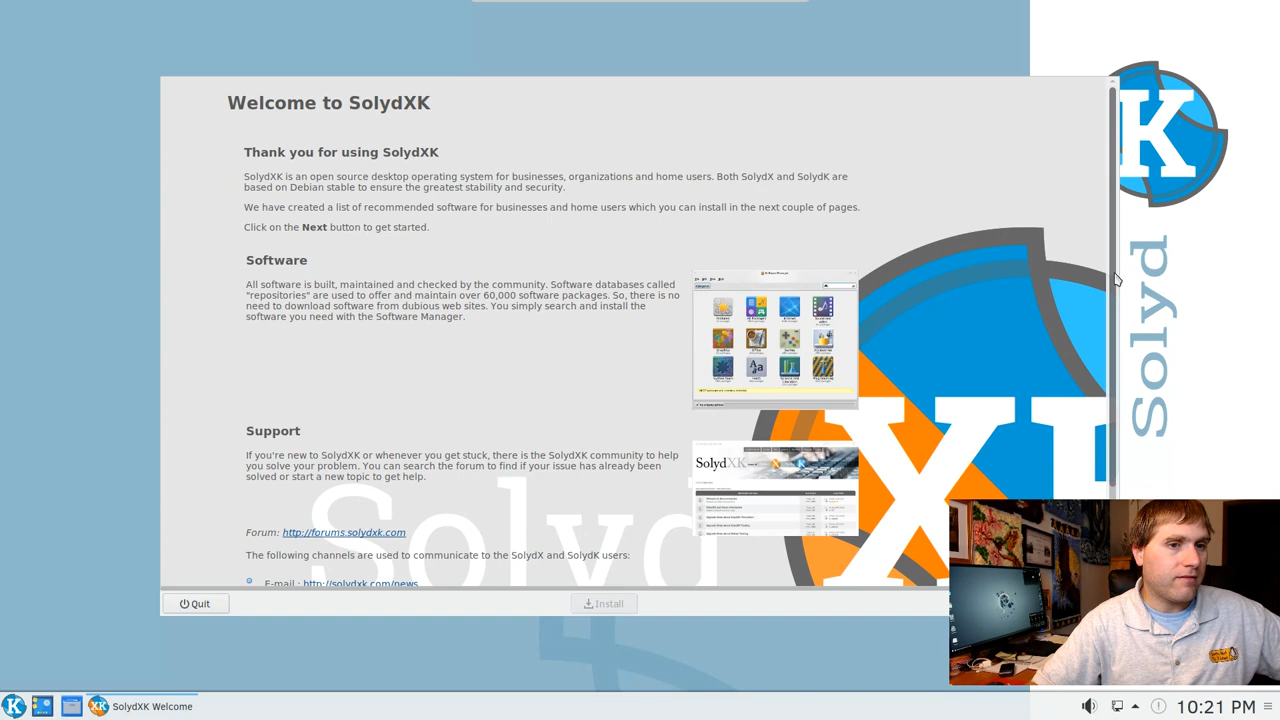 Welcome to SolydXK
Thank you for using SolydXK
SolydXK is an open source desktop operating system for businesses, organizations and home users. Both SolydX and SolydK are
based on Debian stable to ensure the greatest stability and security.
We have created a list of recommended software for businesses and home users which you can install in the next couple of pages.
Click on the Next button to get started.
Software
All software is built, maintained and checked by the community. Software databases called
"repositories" are used to offer and maintain over 60,000 software packages. So, there is no
need to download software from dubious web sites. You simply search and install the
software you need with the Software Manager.
Support
If you're new to SolydXK or whenever you get stuck, there is the SolydXK community to help
you solve your problem. You can search the forum to find if your issue has already been
solved or start a new topic to get help.
SolydXK
Forum: http://forums.solydxk.com
The following channels are used to communicate to the SolydX and SolydK users:
E-mail : http://solydxk.com/news
Solyd
XK
K
Solyd
Quit
Install
K
XK
SolydXK Welcome
10:21 PM